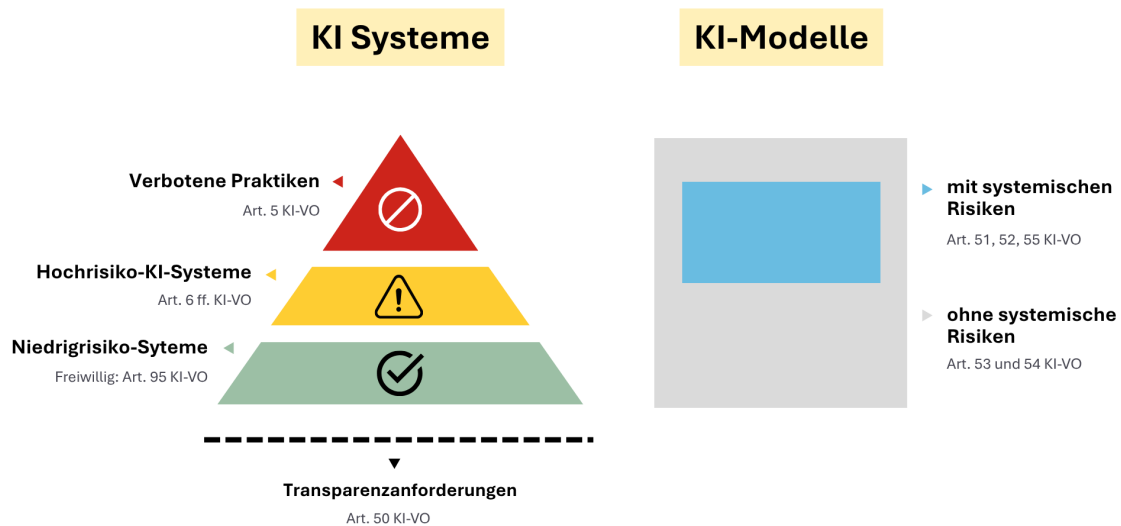 KI Systeme
Verbotene Praktiken
Art. 5 KI-VO
Hochrisiko-KI-Systeme
Art. 6 ff. KI-VO
Niedrigrisiko-Syteme
Freiwillig: Art. 95 KI-VO
Transparenzanforderungen
Art. 50 KI-VO
KI-Modelle
mit systemischen
Risiken
Art. 51, 52, 55 KI-VO
ohne systemische
Risiken
Art. 53 und 54 KI-VO